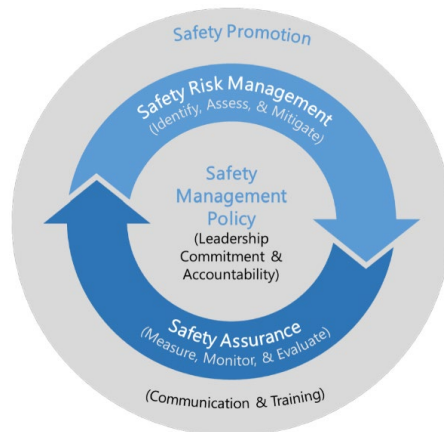 Safety Promotion
Safety Risk Management
(Identify, Assess, & Mitigate)
Safety
Management
Policy
(Leadership
Commitment &
Accountability)
Safety Assurance
(Measure, Monitor, & Evaluate)
(Communication & Training)